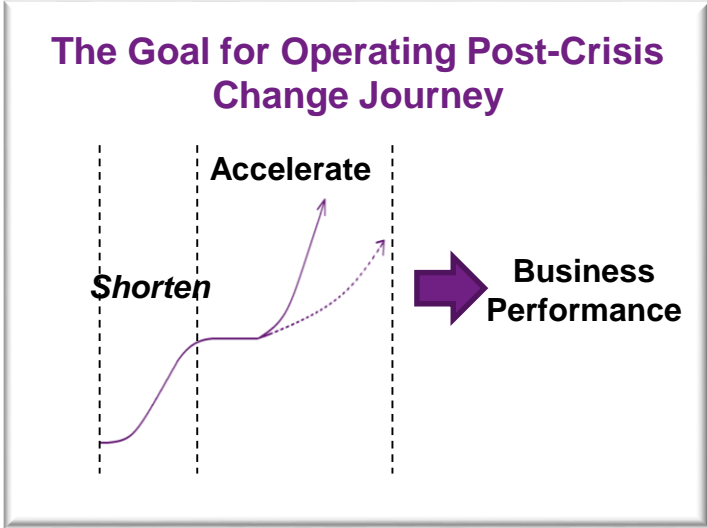 The Goal for Operating Post-Crisis
Change Journey
Accelerate
Shorten
Business
Performance